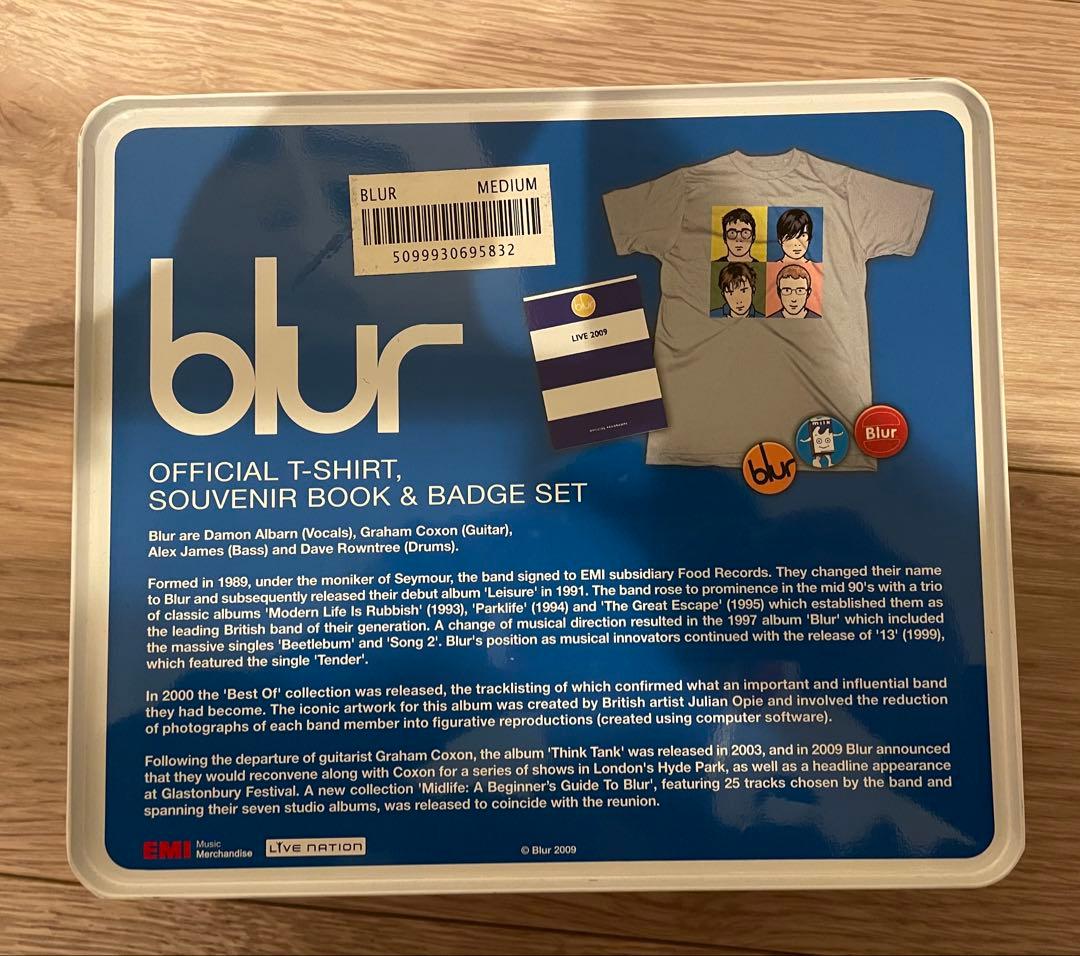 BLUR MEDIUM
5099930695832
blur
blur
LIVE 2009
OFFICIAL PROGRAMME
milk
blur
Blur
OFFICIAL T-SHIRT,
SOUVENIR BOOK & BADGE SET
Blur are Damon Albarn (Vocals), Graham Coxon (Guitar),
Alex James (Bass) and Dave Rowntree (Drums).
Formed in 1989, under the moniker of Seymour, the band signed to EMI subsidiary Food Records. They changed their name
to Blur and subsequently released their debut album 'Leisure' in 1991. The band rose to prominence in the mid 90's with a trio
of classic albums 'Modern Life Is Rubbish' (1993), 'Parklife' (1994) and 'The Great Escape' (1995) which established them as
the leading British band of their generation. A change of musical direction resulted in the 1997 album 'Blur' which included
the massive singles 'Beetlebum' and 'Song 2'. Blur's position as musical innovators continued with the release of '13' (1999),
which featured the single 'Tender'.
In 2000 the 'Best Of' collection was released, the tracklisting of which confirmed what an important and influential band
they had become. The iconic artwork for this album was created by British artist Julian Opie and involved the reduction
of photographs of each band member into figurative reproductions (created using computer software).
Following the departure of guitarist Graham Coxon, the album 'Think Tank' was released in 2003, and in 2009 Blur announced
that they would reconvene along with Coxon for a series of shows in London's Hyde Park, as well as a headline appearance
at Glastonbury Festival. A new collection 'Midlife: A Beginner's Guide To Blur', featuring 25 tracks chosen by the band and
spanning their seven studio albums, was released to coincide with the reunion.
EMI Music
Merchandise
LIVE NATION
© Blur 2009